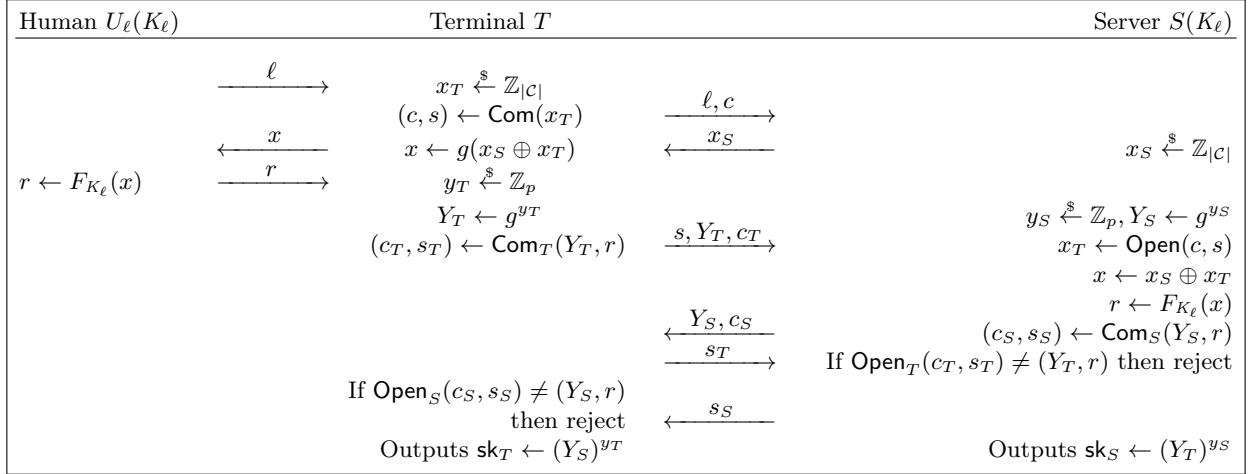 Human U_ℓ(K_ℓ) Terminal T Server S(K_ℓ)
ℓ x_T ←$ ℤ_|𝒞|
(c, s) ← Com(x_T) ℓ, c
x x ← g(x_S ⊕ x_T) x_S x_S ←$ ℤ_|𝒞|
r ← F_{K_ℓ}(x) r y_T ←$ ℤ_p
Y_T ← g^{y_T} y_S ←$ ℤ_p, Y_S ← g^{y_S}
(c_T, s_T) ← Com_T(Y_T, r) s, Y_T, c_T x_T ← Open(c, s)
x ← x_S ⊕ x_T
r ← F_{K_ℓ}(x)
Y_S, c_S (c_S, s_S) ← Com_S(Y_S, r)
s_T If Open_T(c_T, s_T) ≠ (Y_T, r) then reject
If Open_S(c_S, s_S) ≠ (Y_S, r)
then reject s_S
Outputs sk_T ← (Y_S)^{y_T} Outputs sk_S ← (Y_T)^{y_S}